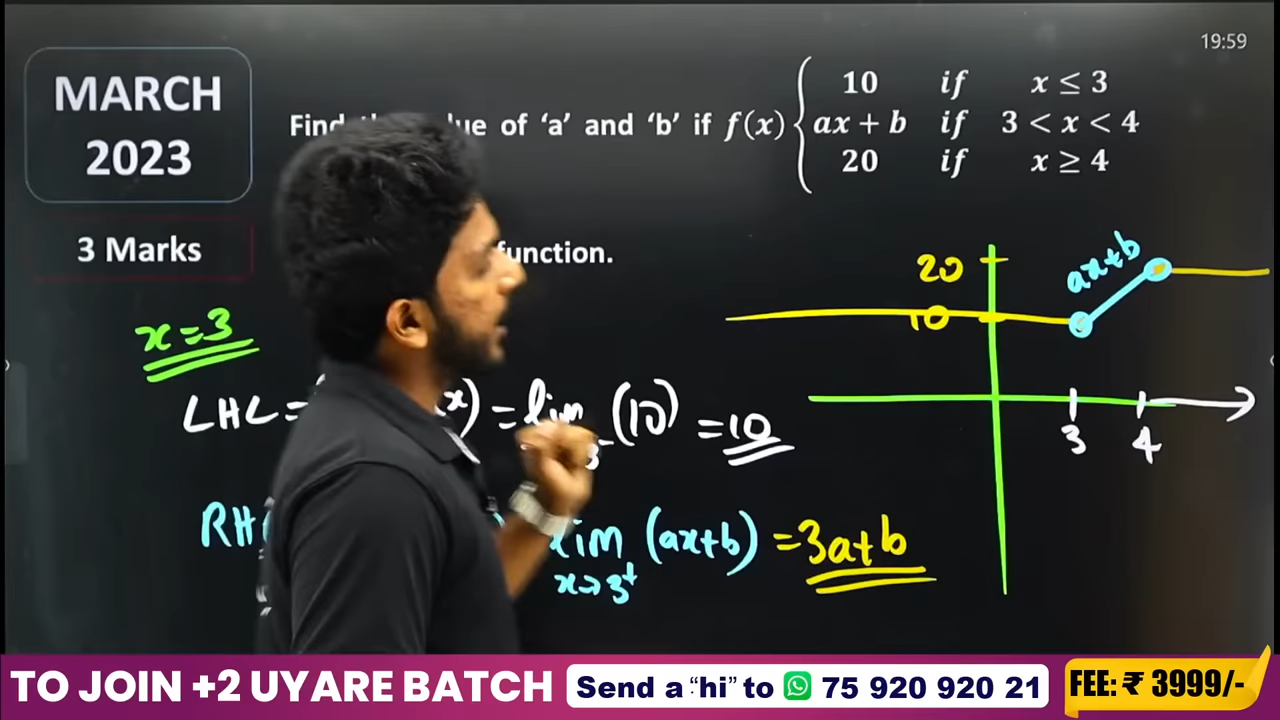 19:59
MARCH
2023
Find value of ‘a’ and ‘b’ if f(x) { 10 if x ≤ 3
ax + b if 3 < x < 4
20 if x ≥ 4
3 Marks
function.
20
10
ax+b
3 4
x=3
LHL = x) = lim (10) = 10
3⁻
RH lim (ax+b) = 3a+b
x→3⁺
TO JOIN +2 UYARE BATCH
Send a “hi” to 75 920 920 21
FEE: ₹ 3999/-